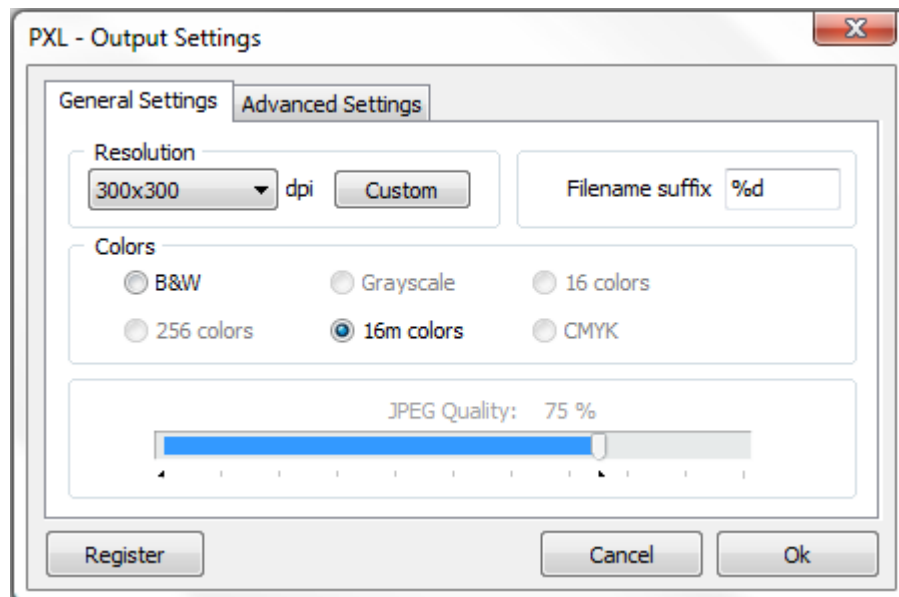 PXL - Output Settings
General Settings Advanced Settings
Resolution
300x300 dpi Custom
Filename suffix %d
Colors
B&W Grayscale 16 colors
256 colors 16m colors CMYK
JPEG Quality: 75 %
Register Cancel Ok